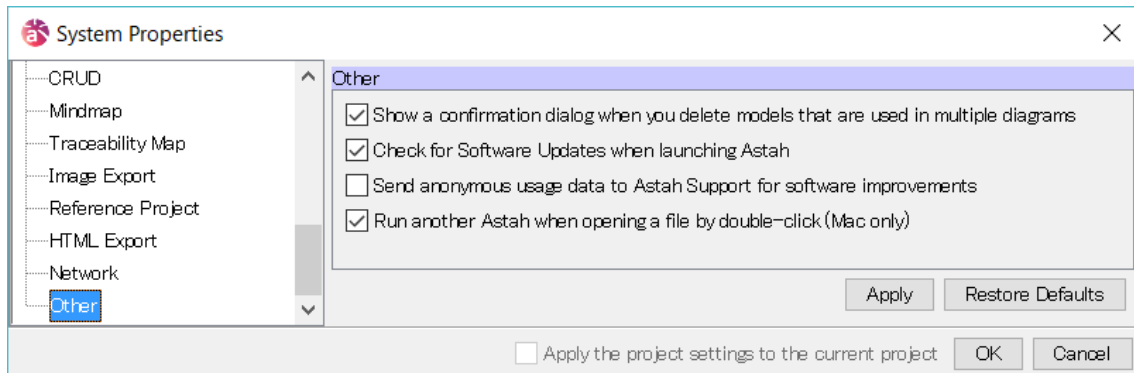 System Properties
CRUD
Mindmap
Traceability Map
Image Export
Reference Project
HTML Export
Network
Other
Other
Show a confirmation dialog when you delete models that are used in multiple diagrams
Check for Software Updates when launching Astah
Send anonymous usage data to Astah Support for software improvements
Run another Astah when opening a file by double-click (Mac only)
Apply Restore Defaults
Apply the project settings to the current project OK Cancel